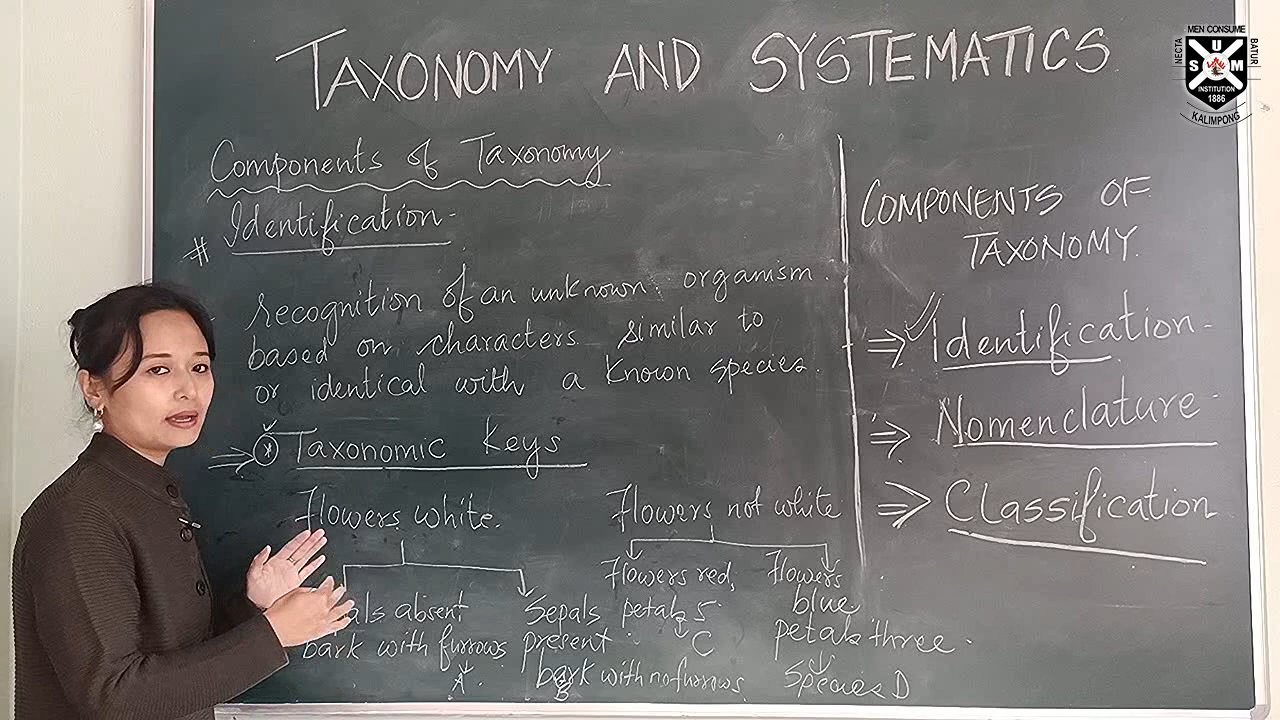 TAXONOMY AND SYSTEMATICS
Components of Taxonomy
# Identification-
recognition of an unknown organism.
based on characters similar to
or identical with a known species.
⇒ * Taxonomic Keys
Flowers white.
Flowers not white
absent
bark with furrows
A.
Sepals
present
bark with no furrows
B
Flowers red,
petals 5.
C
Flowers
blue
petals three.
Species D
COMPONENTS OF
TAXONOMY.
⇒ ✓ Identification-
⇒ Nomenclature-
⇒ Classification
MEN CONSUME
NECTA
BATUR
U
S M
INSTITUTION
1886
KALIMPONG